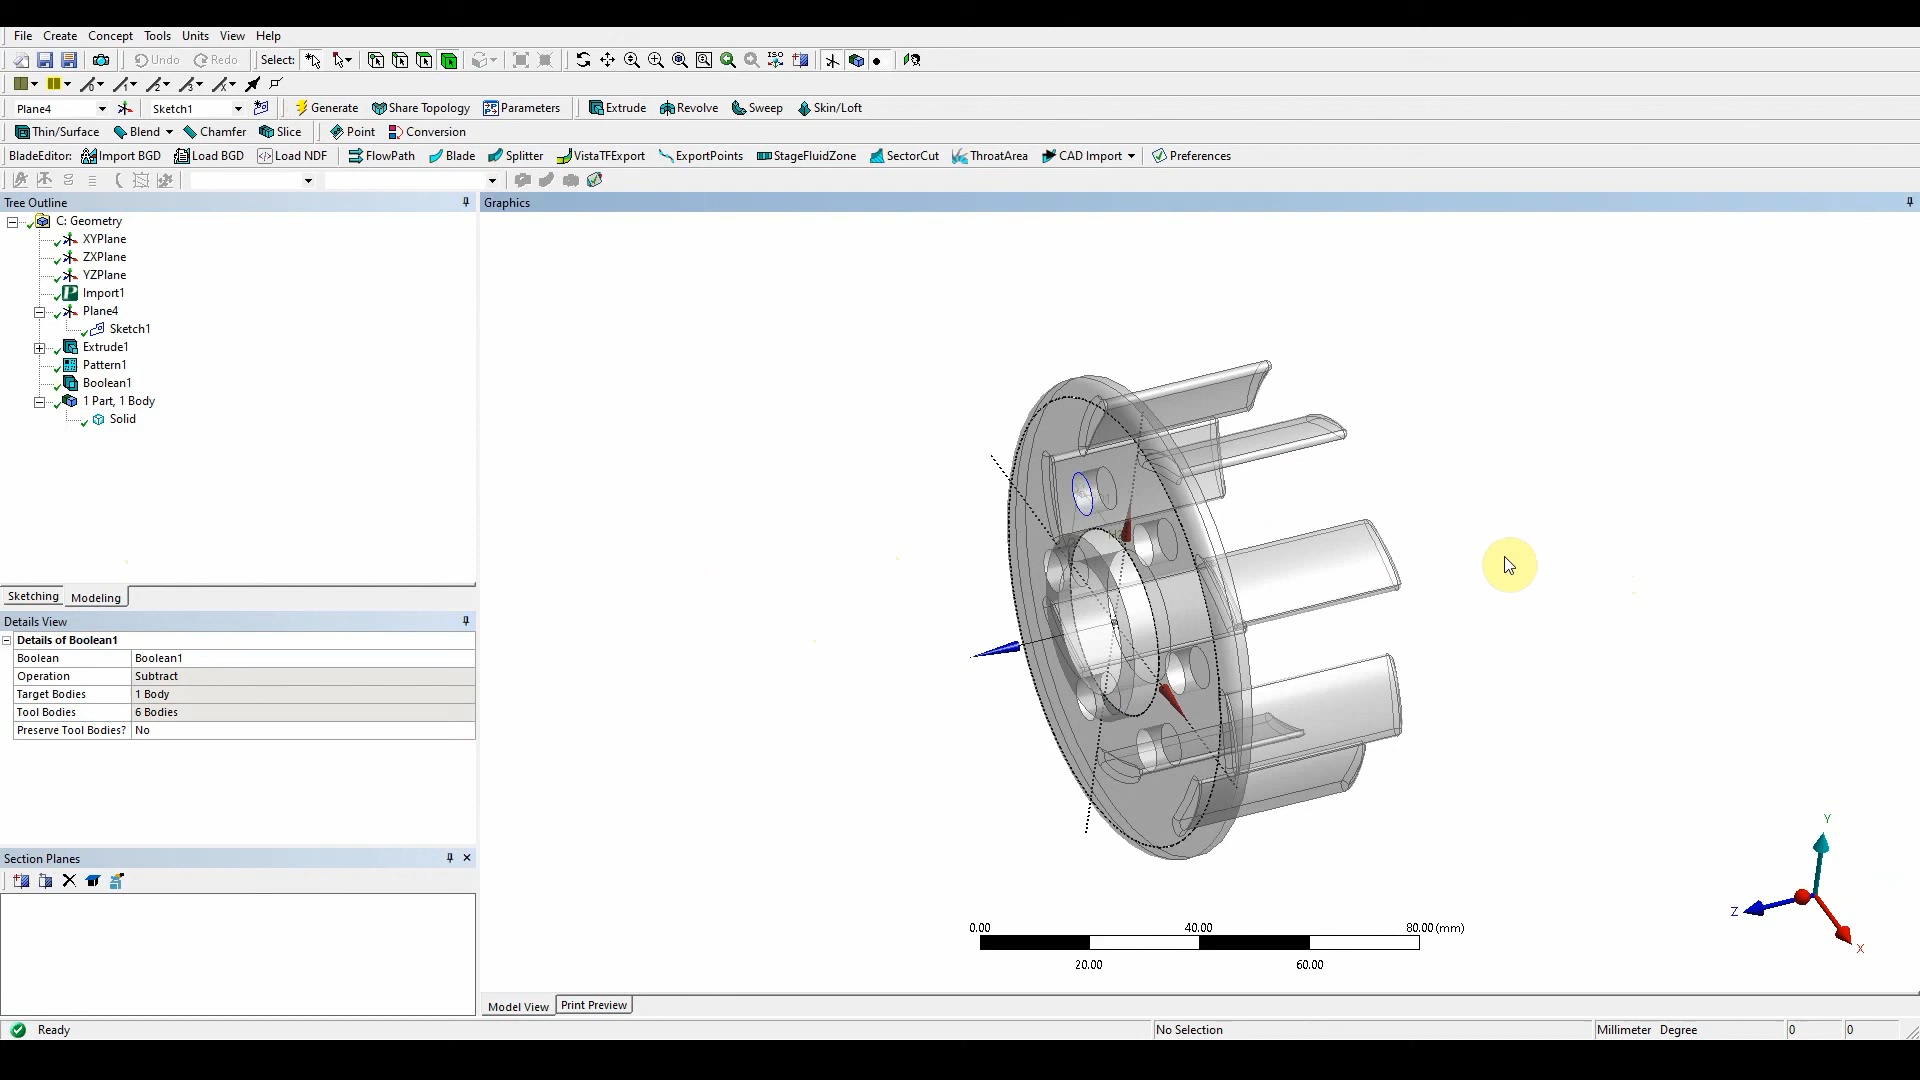 File Create Concept Tools Units View Help
Undo Redo Select: ISO
Plane4 Sketch1 Generate Share Topology Parameters Extrude Revolve Sweep Skin/Loft
Thin/Surface Blend Chamfer Slice Point Conversion
BladeEditor: Import BGD Load BGD Load NDF FlowPath Blade Splitter VistaTFExport ExportPoints StageFluidZone SectorCut ThroatArea CAD Import Preferences
Tree Outline
Graphics
C: Geometry
XYPlane
ZXPlane
YZPlane
Import1
Plane4
Sketch1
Extrude1
Pattern1
Boolean1
1 Part, 1 Body
Solid
Sketching Modeling
Details View
Details of Boolean1
Boolean Boolean1
Operation Subtract
Target Bodies 1 Body
Tool Bodies 6 Bodies
Preserve Tool Bodies? No
Section Planes
Y
Z
X
0.00 40.00 80.00 (mm)
20.00 60.00
Model View Print Preview
Ready No Selection Millimeter Degree 0 0